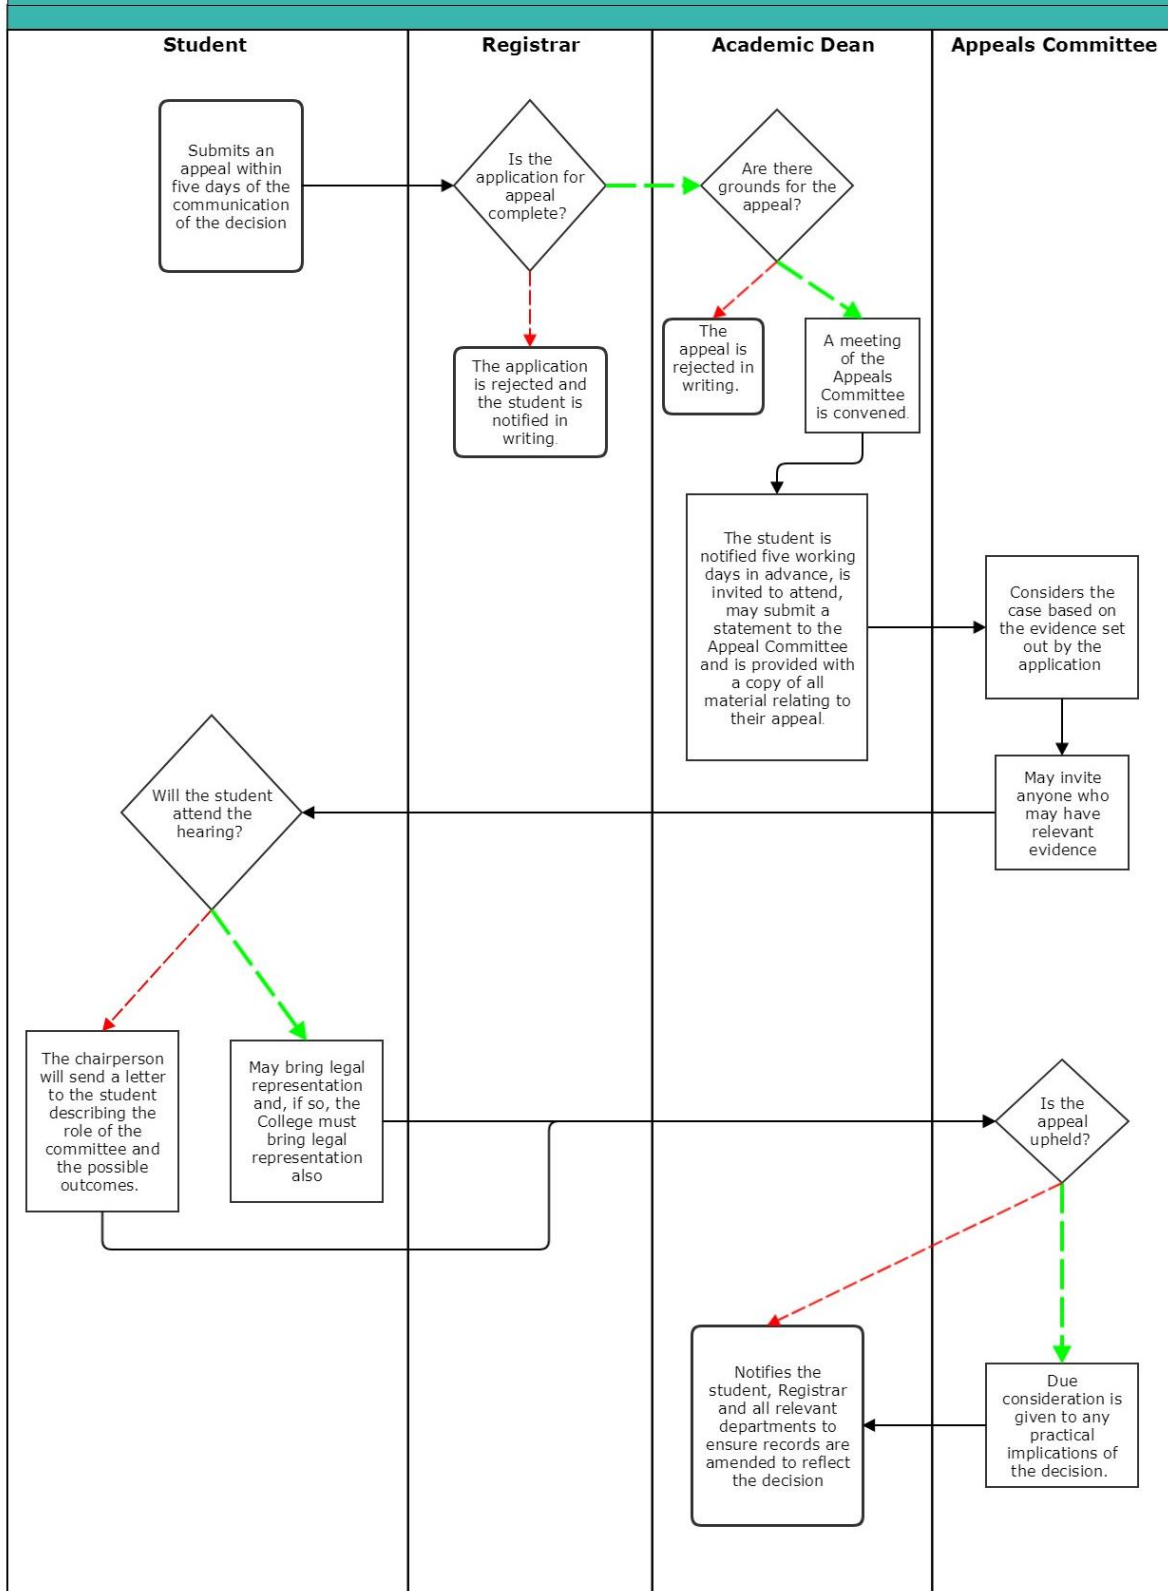 Student
Registrar
Academic Dean
Appeals Committee
Submits an
appeal within
five days of the
communication
of the decision
Is the
application for
appeal
complete?
Are there
grounds for the
appeal?
The application
is rejected and
the student is
notified in
writing.
The
appeal is
rejected in
writing.
A meeting
of the
Appeals
Committee
is convened.
The student is
notified five working
days in advance, is
invited to attend,
may submit a
statement to the
Appeal Committee
and is provided with
a copy of all
material relating to
their appeal.
Considers the
case based on
the evidence set
out by the
application
May invite
anyone who
may have
relevant
evidence
Will the student
attend the
hearing?
The chairperson
will send a letter
to the student
describing the
role of the
committee and
the possible
outcomes.
May bring legal
representation
and, if so, the
College must
bring legal
representation
also
Is the
appeal
upheld?
Notifies the
student, Registrar
and all relevant
departments to
ensure records are
amended to reflect
the decision
Due
consideration is
given to any
practical
implications of
the decision.